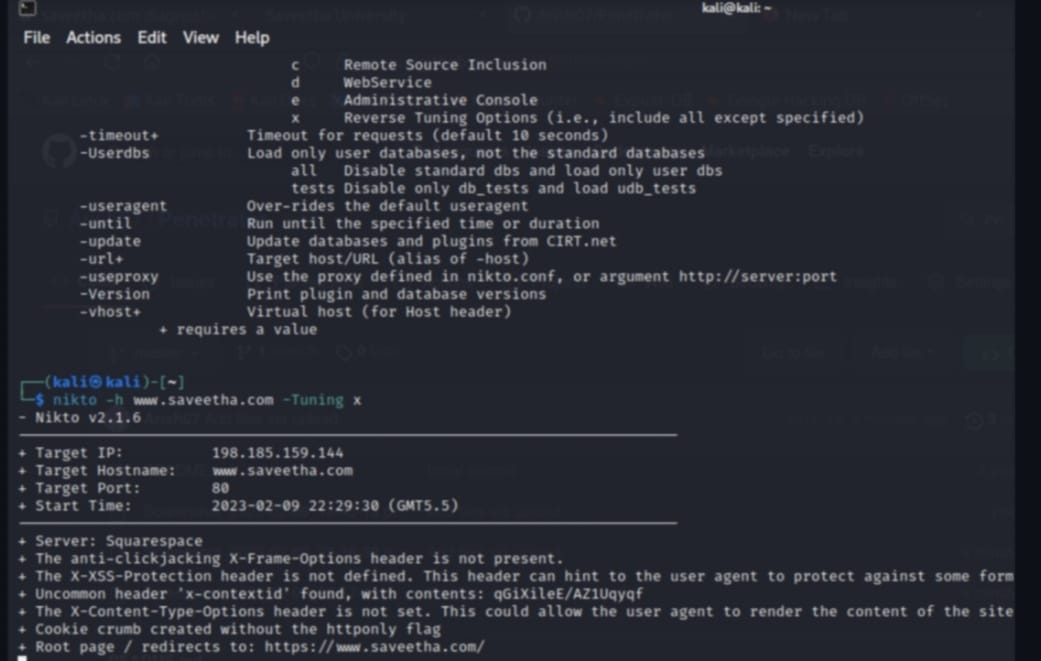 kali@kali: ~
File Actions Edit View Help
c Remote Source Inclusion
d WebService
e Administrative Console
x Reverse Tuning Options (i.e., include all except specified)
-timeout+ Timeout for requests (default 10 seconds)
-Userdbs Load only user databases, not the standard databases
all Disable standard dbs and load only user dbs
tests Disable only db_tests and load udb_tests
-useragent Over-rides the default useragent
-until Run until the specified time or duration
-update Update databases and plugins from CIRT.net
-url+ Target host/URL (alias of -host)
-useproxy Use the proxy defined in nikto.conf, or argument http://server:port
-Version Print plugin and database versions
-vhost+ Virtual host (for Host header)
+ requires a value
┌──(kali㉿kali)-[~]
└─$ nikto -h www.saveetha.com -Tuning x
- Nikto v2.1.6
+ Target IP: 198.185.159.144
+ Target Hostname: www.saveetha.com
+ Target Port: 80
+ Start Time: 2023-02-09 22:29:30 (GMT5.5)
+ Server: Squarespace
+ The anti-clickjacking X-Frame-Options header is not present.
+ The X-XSS-Protection header is not defined. This header can hint to the user agent to protect against some form
+ Uncommon header 'x-contextid' found, with contents: qGiXileE/AZ1Uqyqf
+ The X-Content-Type-Options header is not set. This could allow the user agent to render the content of the site
+ Cookie crumb created without the httponly flag
+ Root page / redirects to: https://www.saveetha.com/